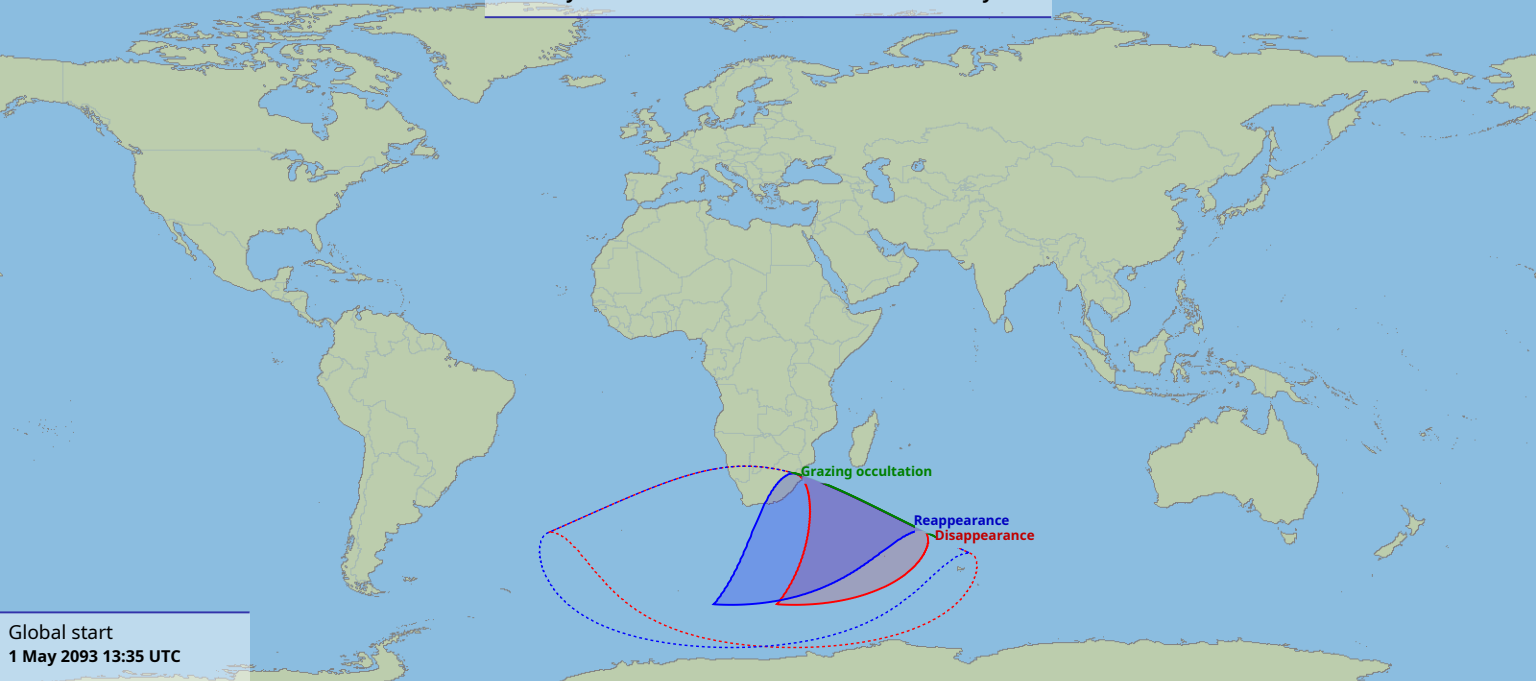 Grazing occultation
Reappearance
Disappearance
Global start
1 May 2093 13:35 UTC